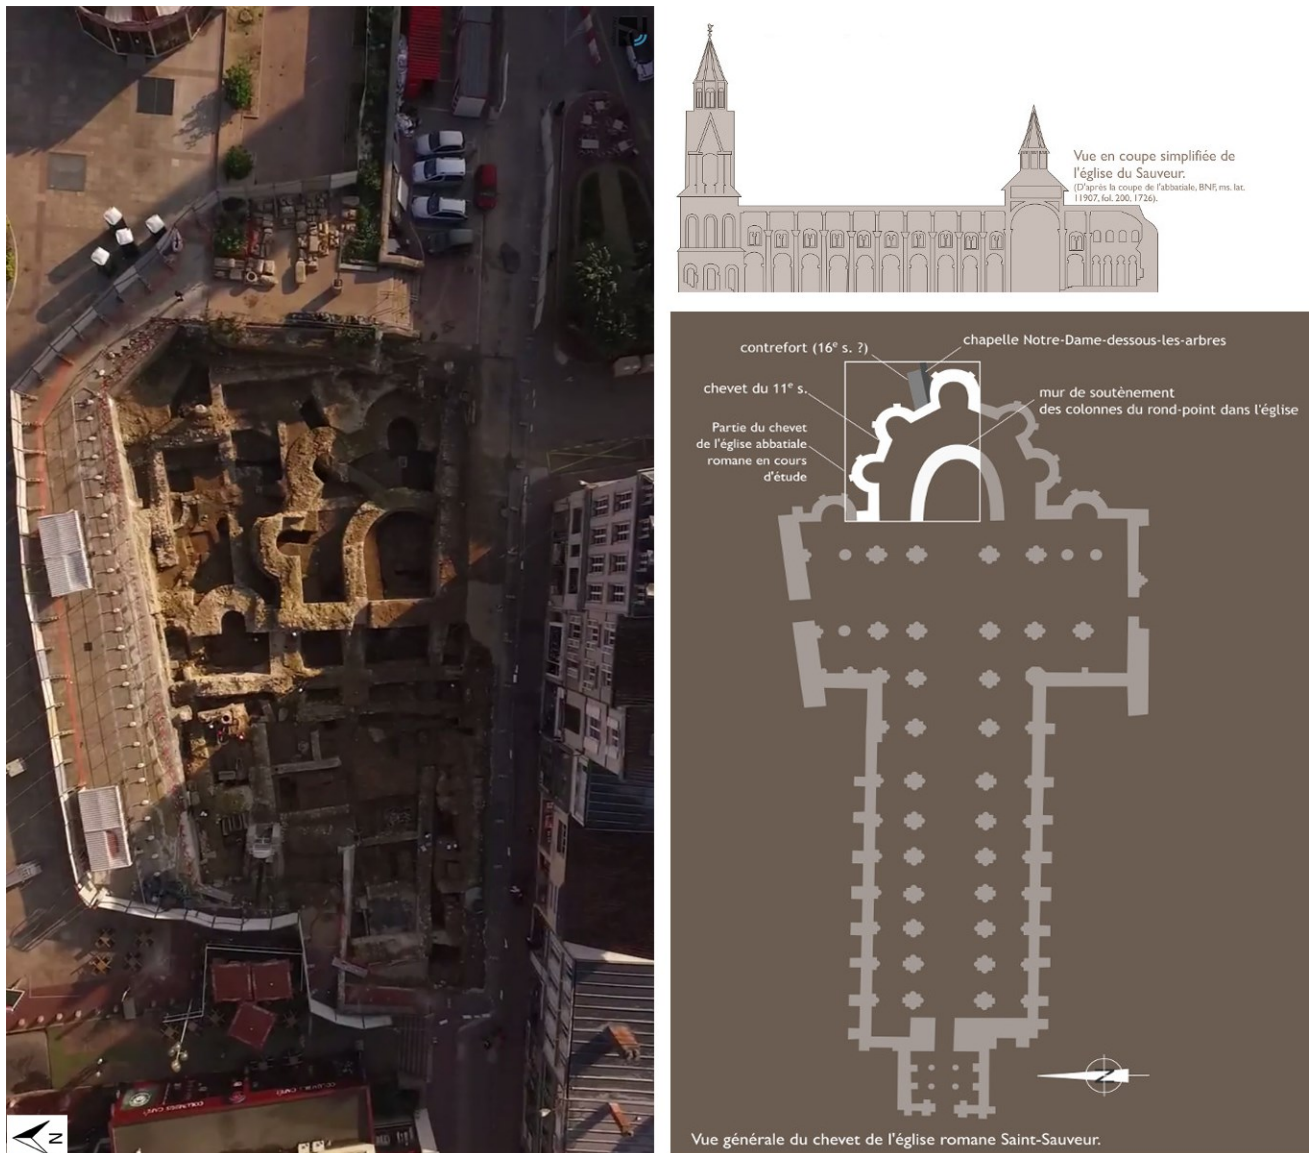 Vue en coupe simplifiée de
l'église du Sauveur.
(D'après la coupe de l'abbatiale, BNF, ms. lat.
11907, fol. 200, 1726).
contrefort (16e s. ?)
chapelle Notre-Dame-dessous-les-arbres
chevet du 11e s.
mur de soutènement
des colonnes du rond-point dans l'église
Partie du chevet
de l'église abbatiale
romane en cours
d'étude
N
Vue générale du chevet de l'église romane Saint-Sauveur.
COLUMBUS CAFÉ
N